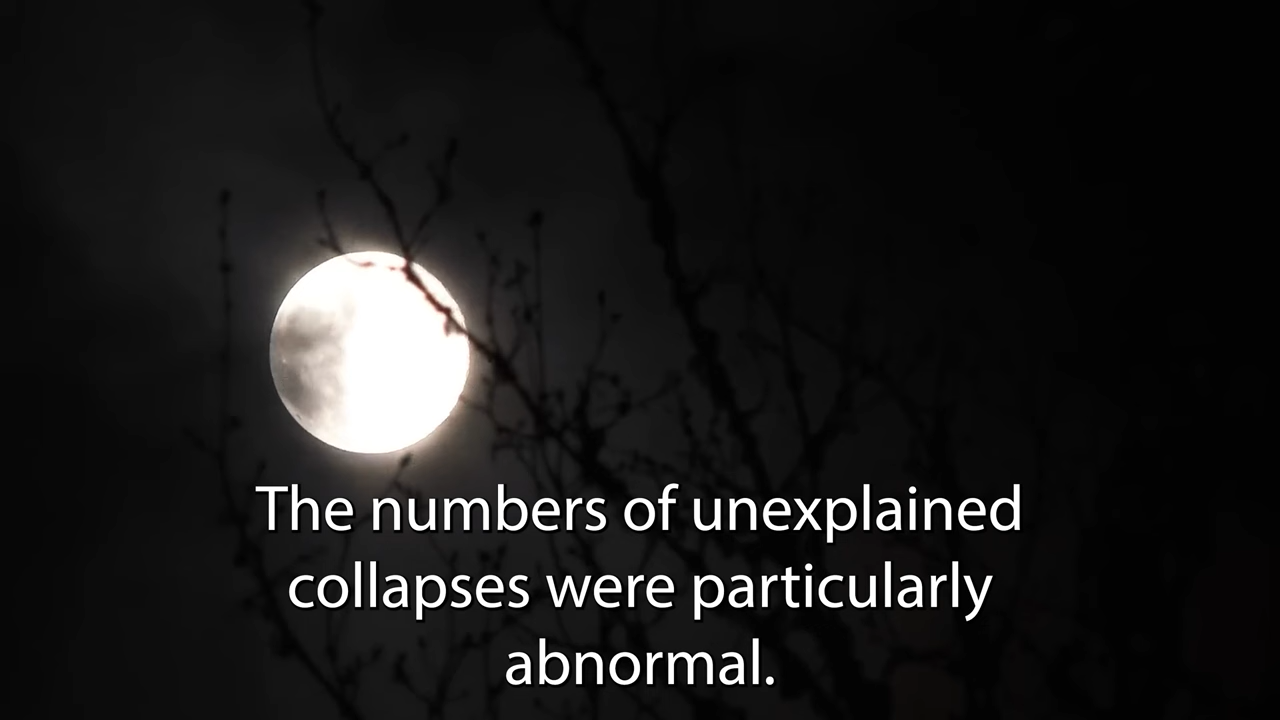 The numbers of unexplained
collapses were particularly
abnormal.